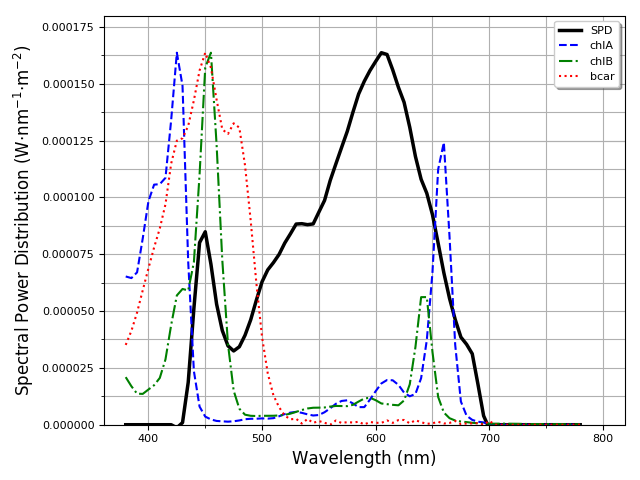 0.000175
0.000150
0.000125
0.000100
0.000075
0.000050
0.000025
0.000000
Spectral Power Distribution (W·nm⁻¹·m⁻²)
SPD
chlA
chlB
bcar
400
500
600
700
800
Wavelength (nm)